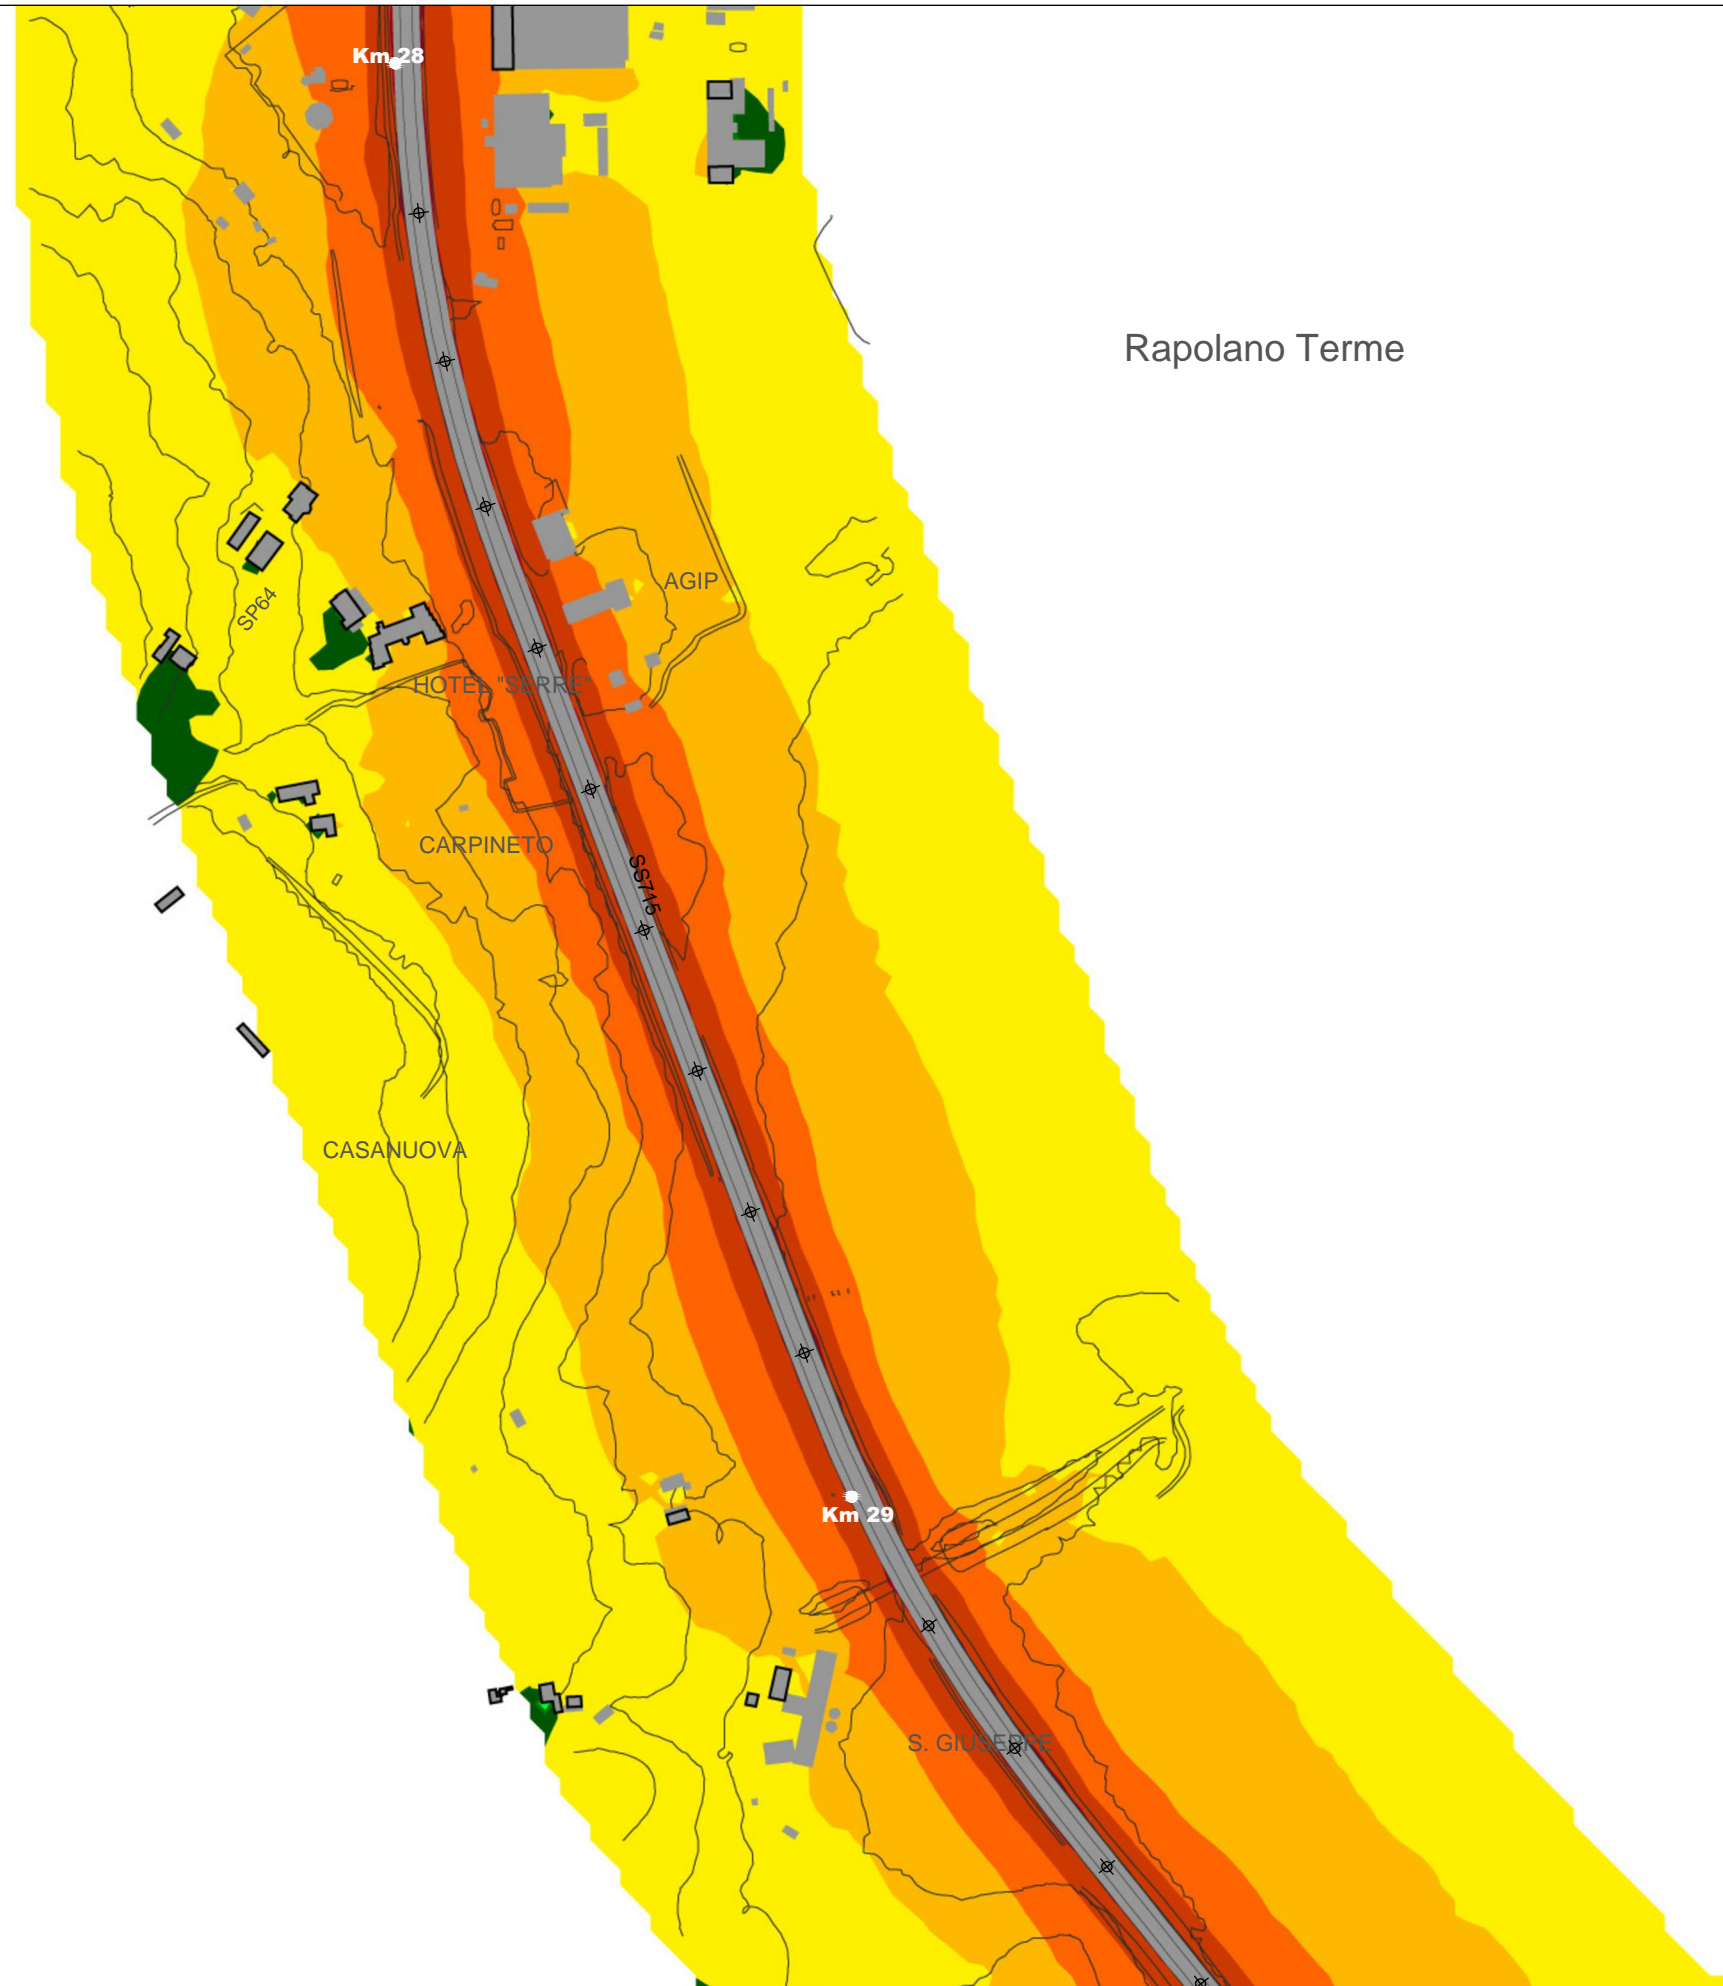 Km 28
Rapolano Terme
AGIP
SP64
HOTEL "SERRE"
CARPINETO
SS715
CASANUOVA
Km 29
S. GIUSEPPE